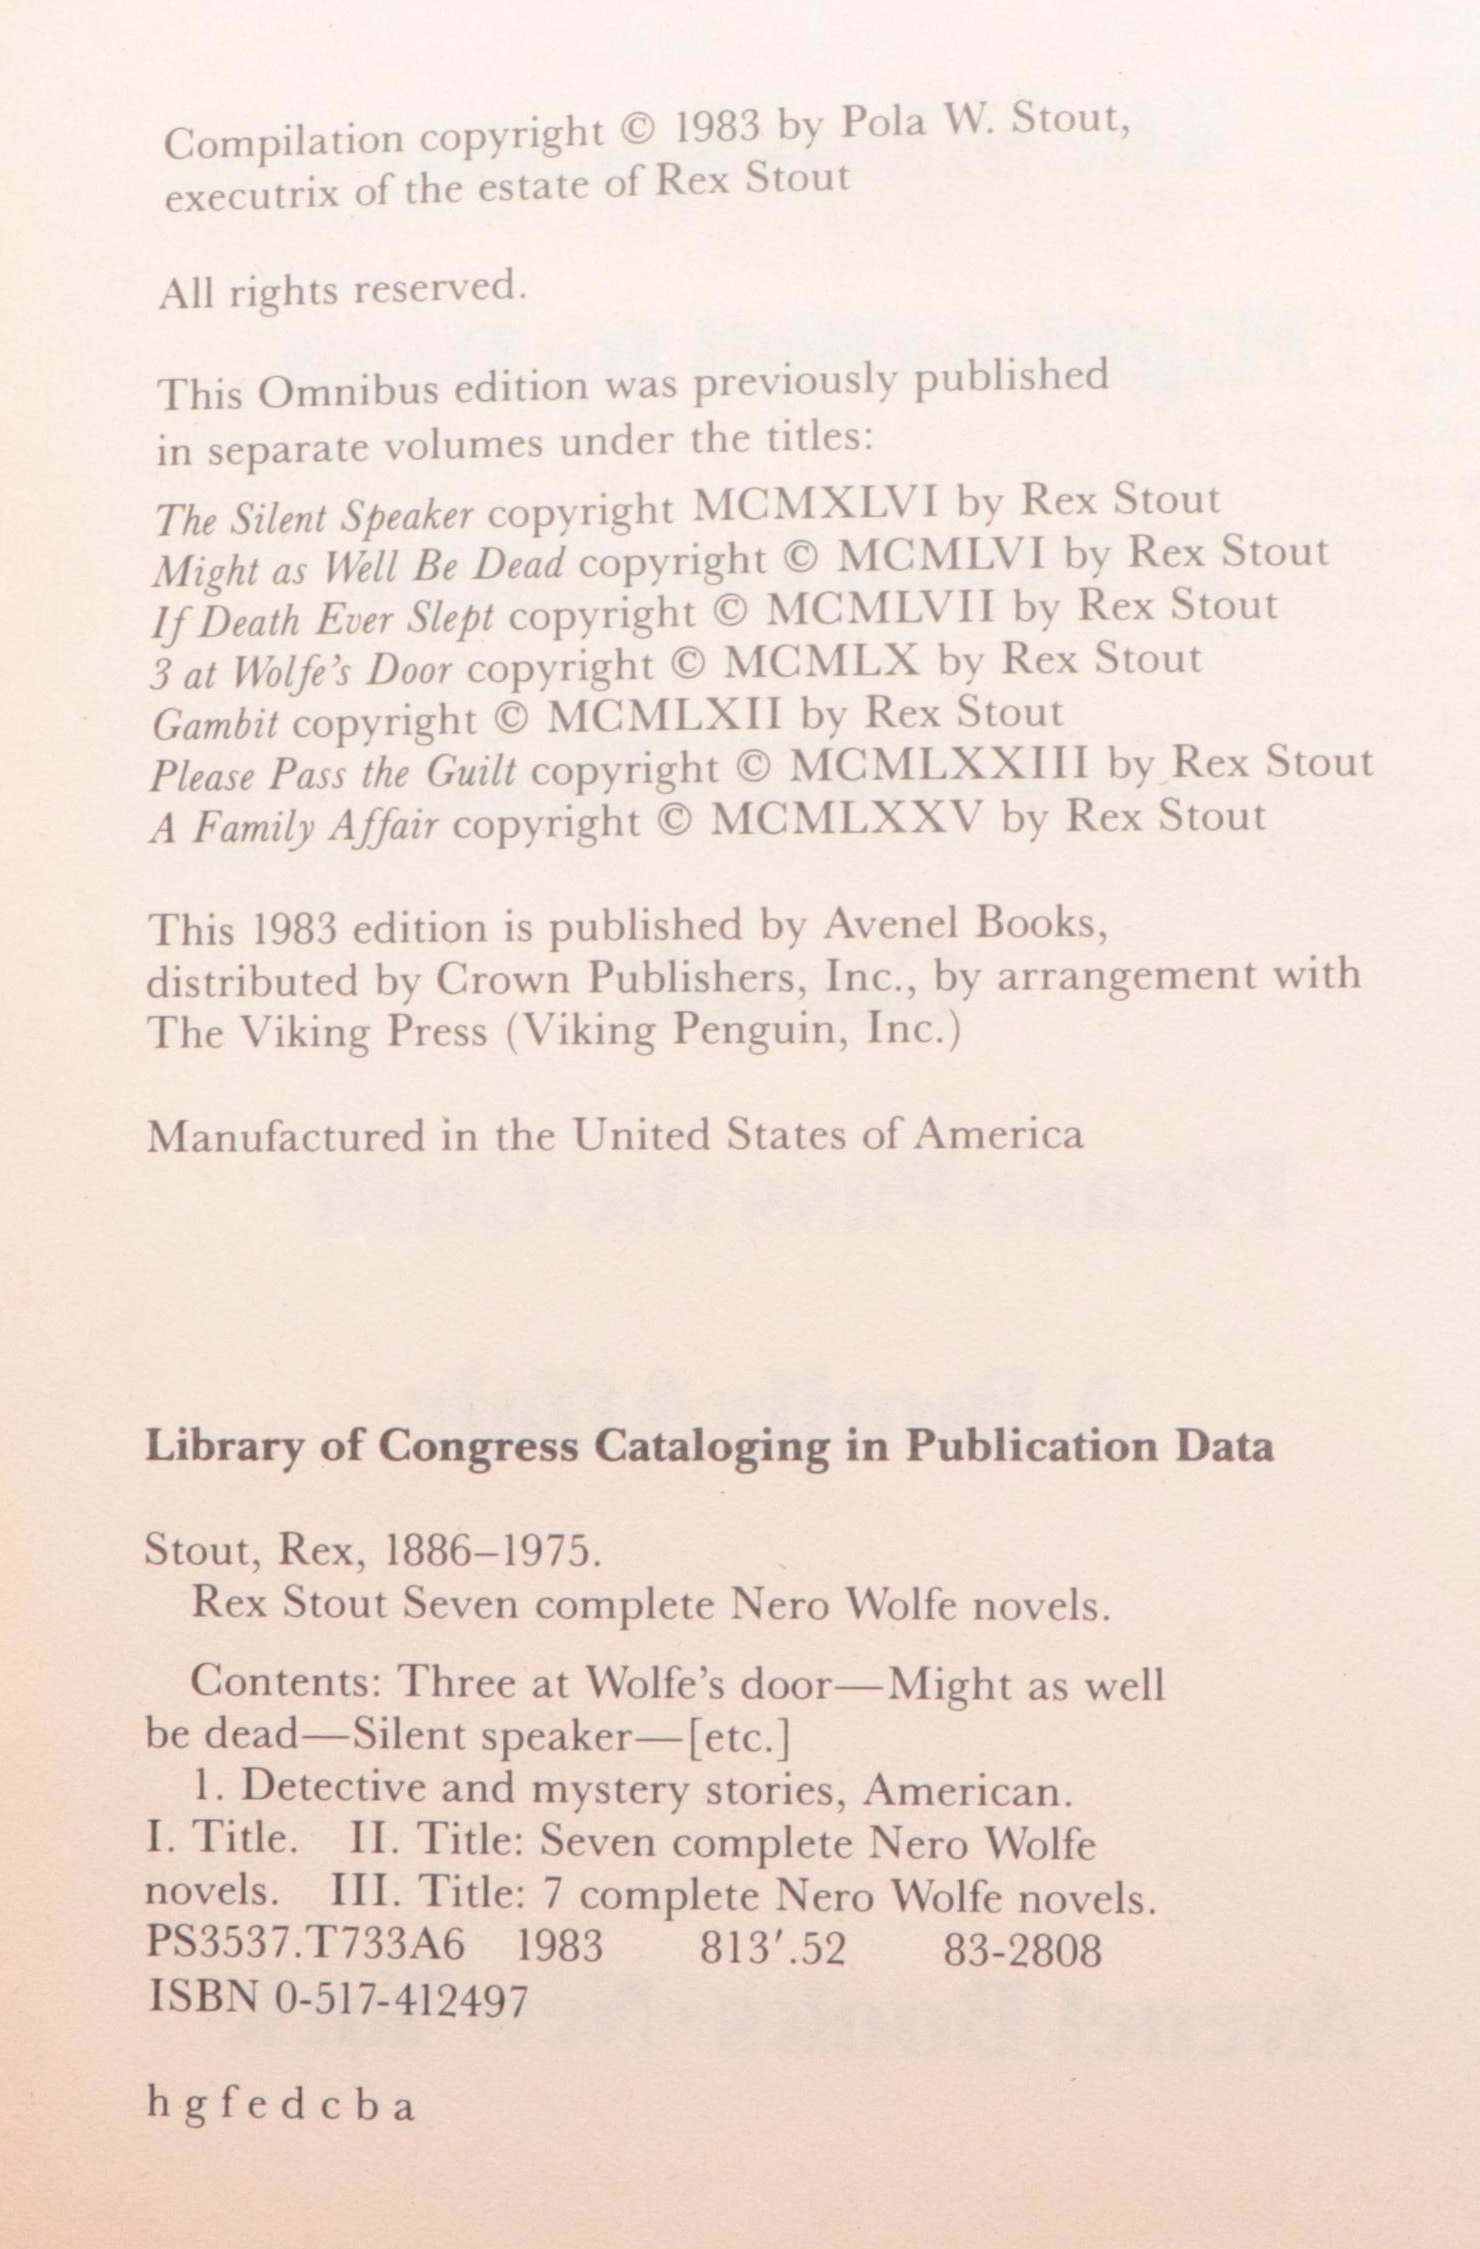 Compilation copyright © 1983 by Pola W. Stout,
executrix of the estate of Rex Stout
All rights reserved.
This Omnibus edition was previously published
in separate volumes under the titles:
The Silent Speaker copyright MCMXLVI by Rex Stout
Might as Well Be Dead copyright © MCMLVI by Rex Stout
If Death Ever Slept copyright © MCMLVII by Rex Stout
3 at Wolfe's Door copyright © MCMLX by Rex Stout
Gambit copyright © MCMLXII by Rex Stout
Please Pass the Guilt copyright © MCMLXXIII by Rex Stout
A Family Affair copyright © MCMLXXV by Rex Stout
This 1983 edition is published by Avenel Books,
distributed by Crown Publishers, Inc., by arrangement with
The Viking Press (Viking Penguin, Inc.)
Manufactured in the United States of America
Library of Congress Cataloging in Publication Data
Stout, Rex, 1886–1975.
Rex Stout Seven complete Nero Wolfe novels.
Contents: Three at Wolfe's door—Might as well
be dead—Silent speaker—[etc.]
1. Detective and mystery stories, American.
I. Title. II. Title: Seven complete Nero Wolfe
novels. III. Title: 7 complete Nero Wolfe novels.
PS3537.T733A6 1983 813′.52 83-2808
ISBN 0-517-412497
h g f e d c b a